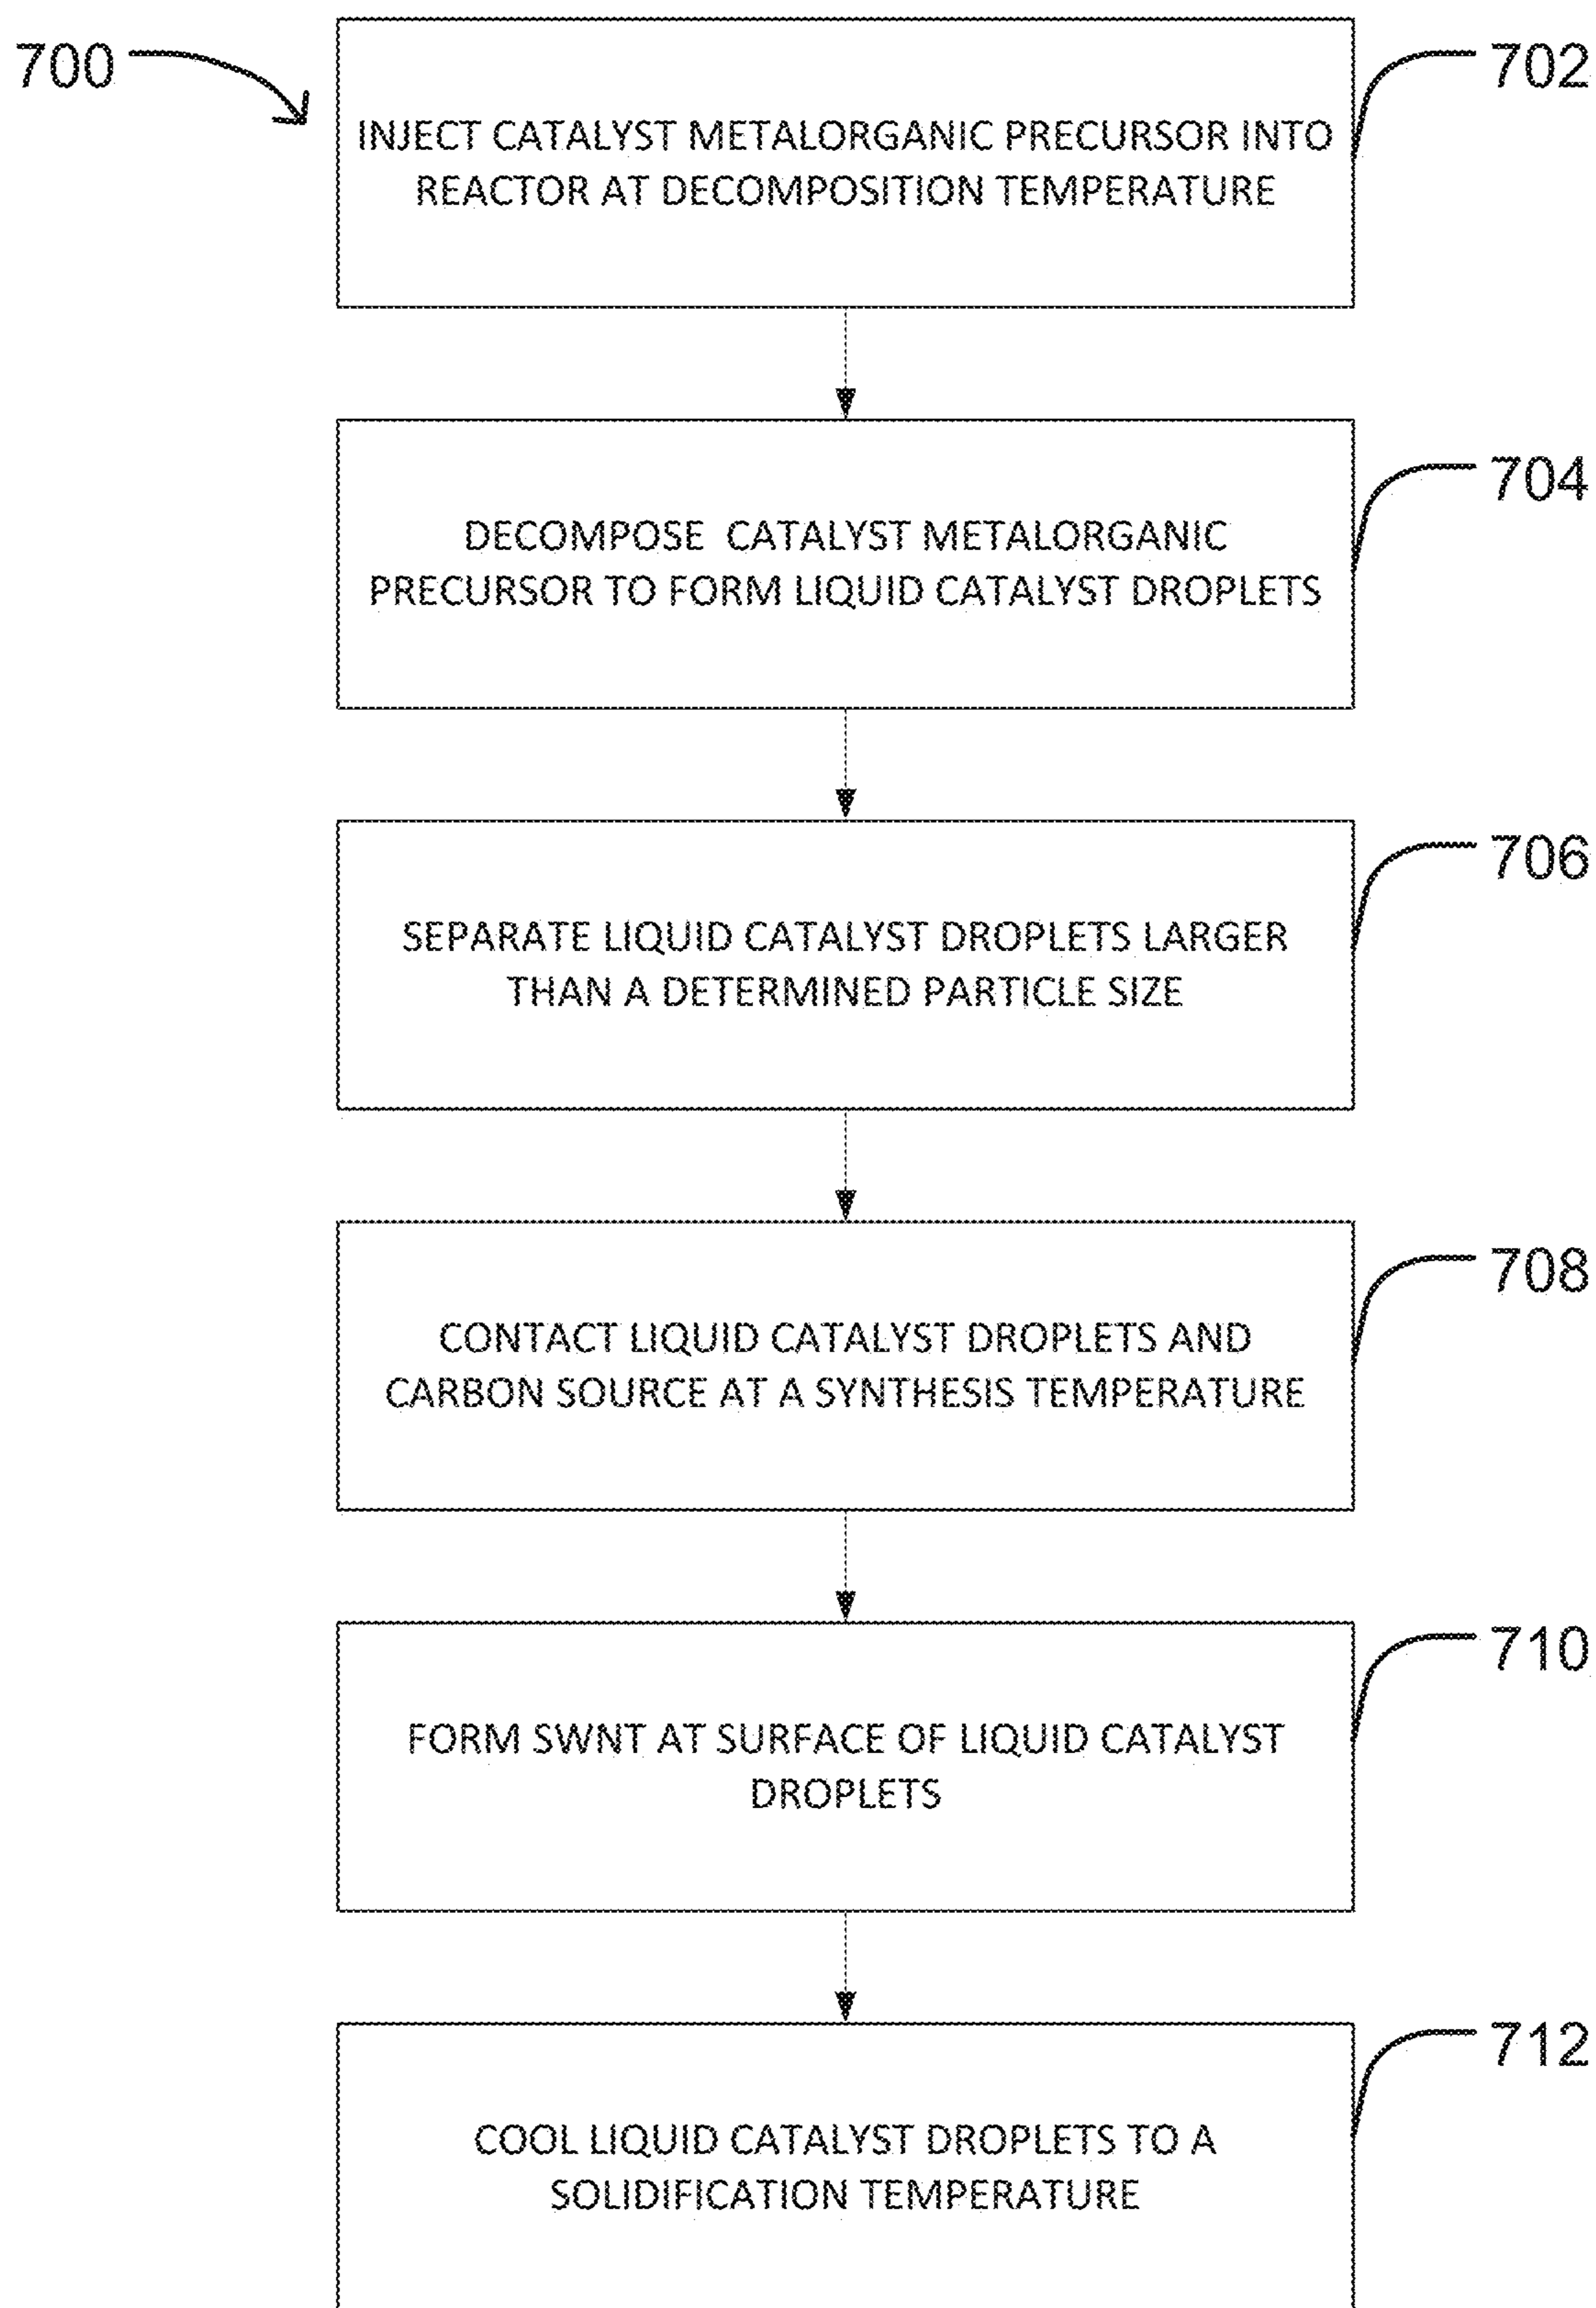 700
702
INJECT CATALYST METALORGANIC PRECURSOR INTO
REACTOR AT DECOMPOSITION TEMPERATURE
704
DECOMPOSE CATALYST METALORGANIC
PRECURSOR TO FORM LIQUID CATALYST DROPLETS
706
SEPARATE LIQUID CATALYST DROPLETS LARGER
THAN A DETERMINED PARTICLE SIZE
708
CONTACT LIQUID CATALYST DROPLETS AND
CARBON SOURCE AT A SYNTHESIS TEMPERATURE
710
FORM SWNT AT SURFACE OF LIQUID CATALYST
DROPLETS
712
COOL LIQUID CATALYST DROPLETS TO A
SOLIDIFICATION TEMPERATURE